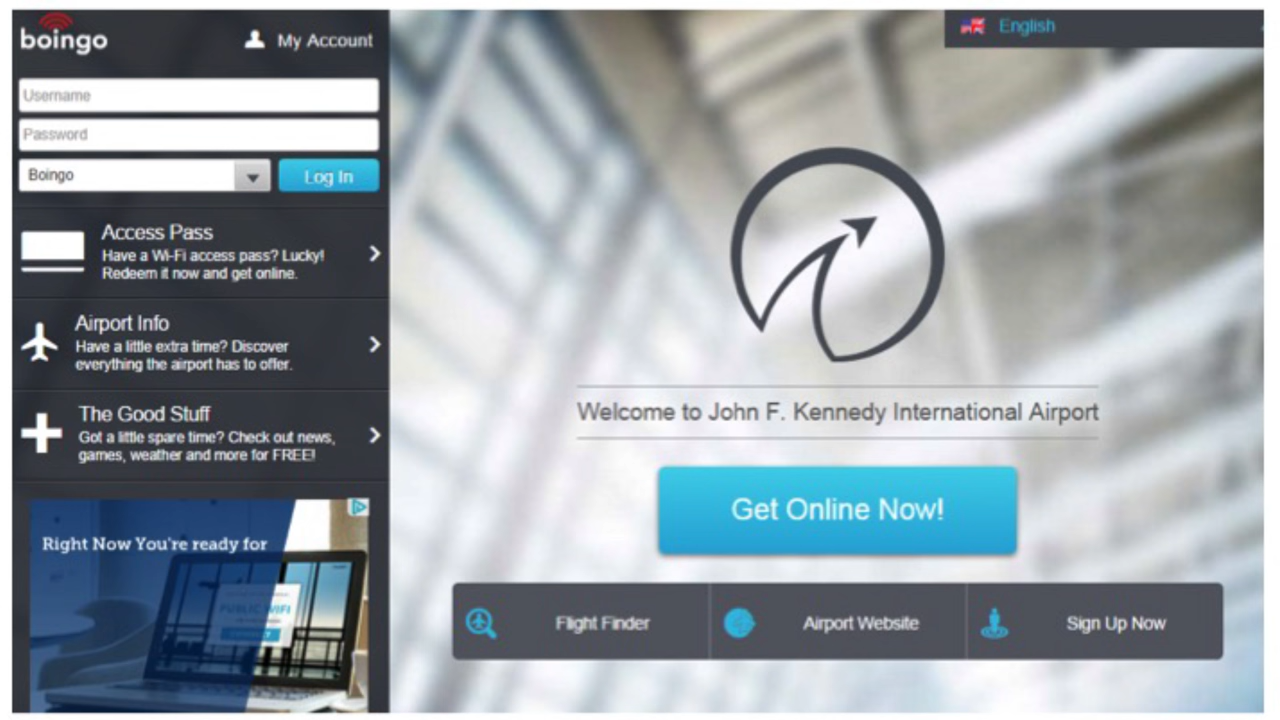 boingo
My Account
English
Username
Password
Boingo
Log In
Access Pass
Have a Wi-Fi access pass? Lucky!
Redeem it now and get online.
Airport Info
Have a little extra time? Discover
everything the airport has to offer.
The Good Stuff
Got a little spare time? Check out news,
games, weather and more for FREE!
Right Now You're ready for
PUBLIC WIFI
CONNECT
Welcome to John F. Kennedy International Airport
Get Online Now!
Flight Finder
Airport Website
Sign Up Now